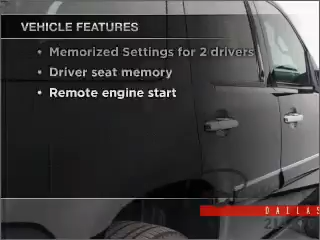 VEHICLE FEATURES
• Memorized Settings for 2 drivers
• Driver seat memory
• Remote engine start
DALLAS